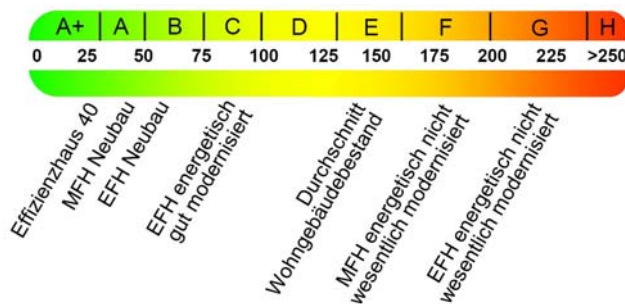 A+ A B C D E F G H
0 25 50 75 100 125 150 175 200 225 >250
Effizienzhaus 40
MFH Neubau
EFH Neubau
EFH energetisch
gut modernisiert
Durchschnitt
Wohngebäudebestand
MFH energetisch nicht
wesentlich modernisiert
EFH energetisch nicht
wesentlich modernisiert